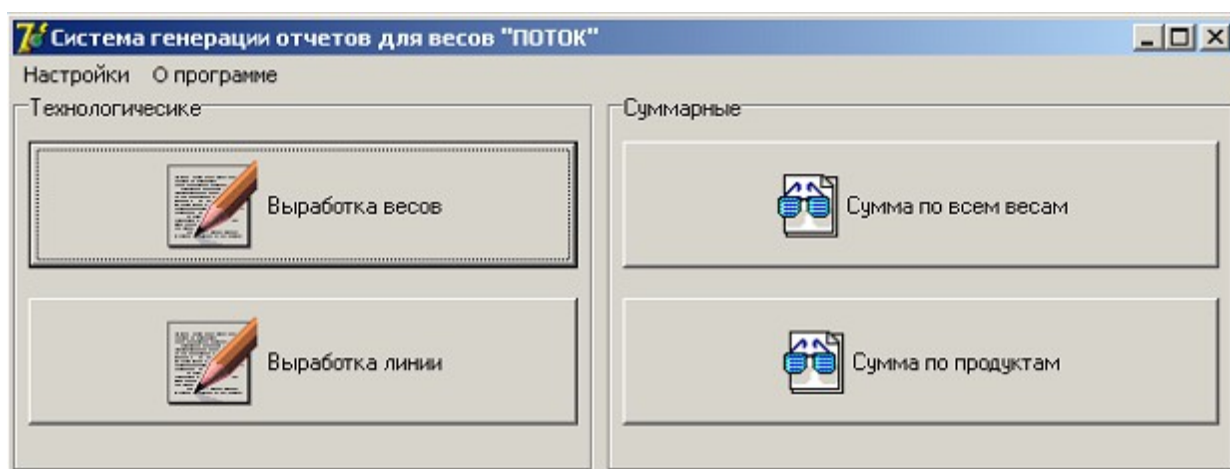 Система генерации отчетов для весов "ПОТОК"
Настройки О программе
Технологичесике
Выработка весов
Выработка линии
Суммарные
Сумма по всем весам
Сумма по продуктам